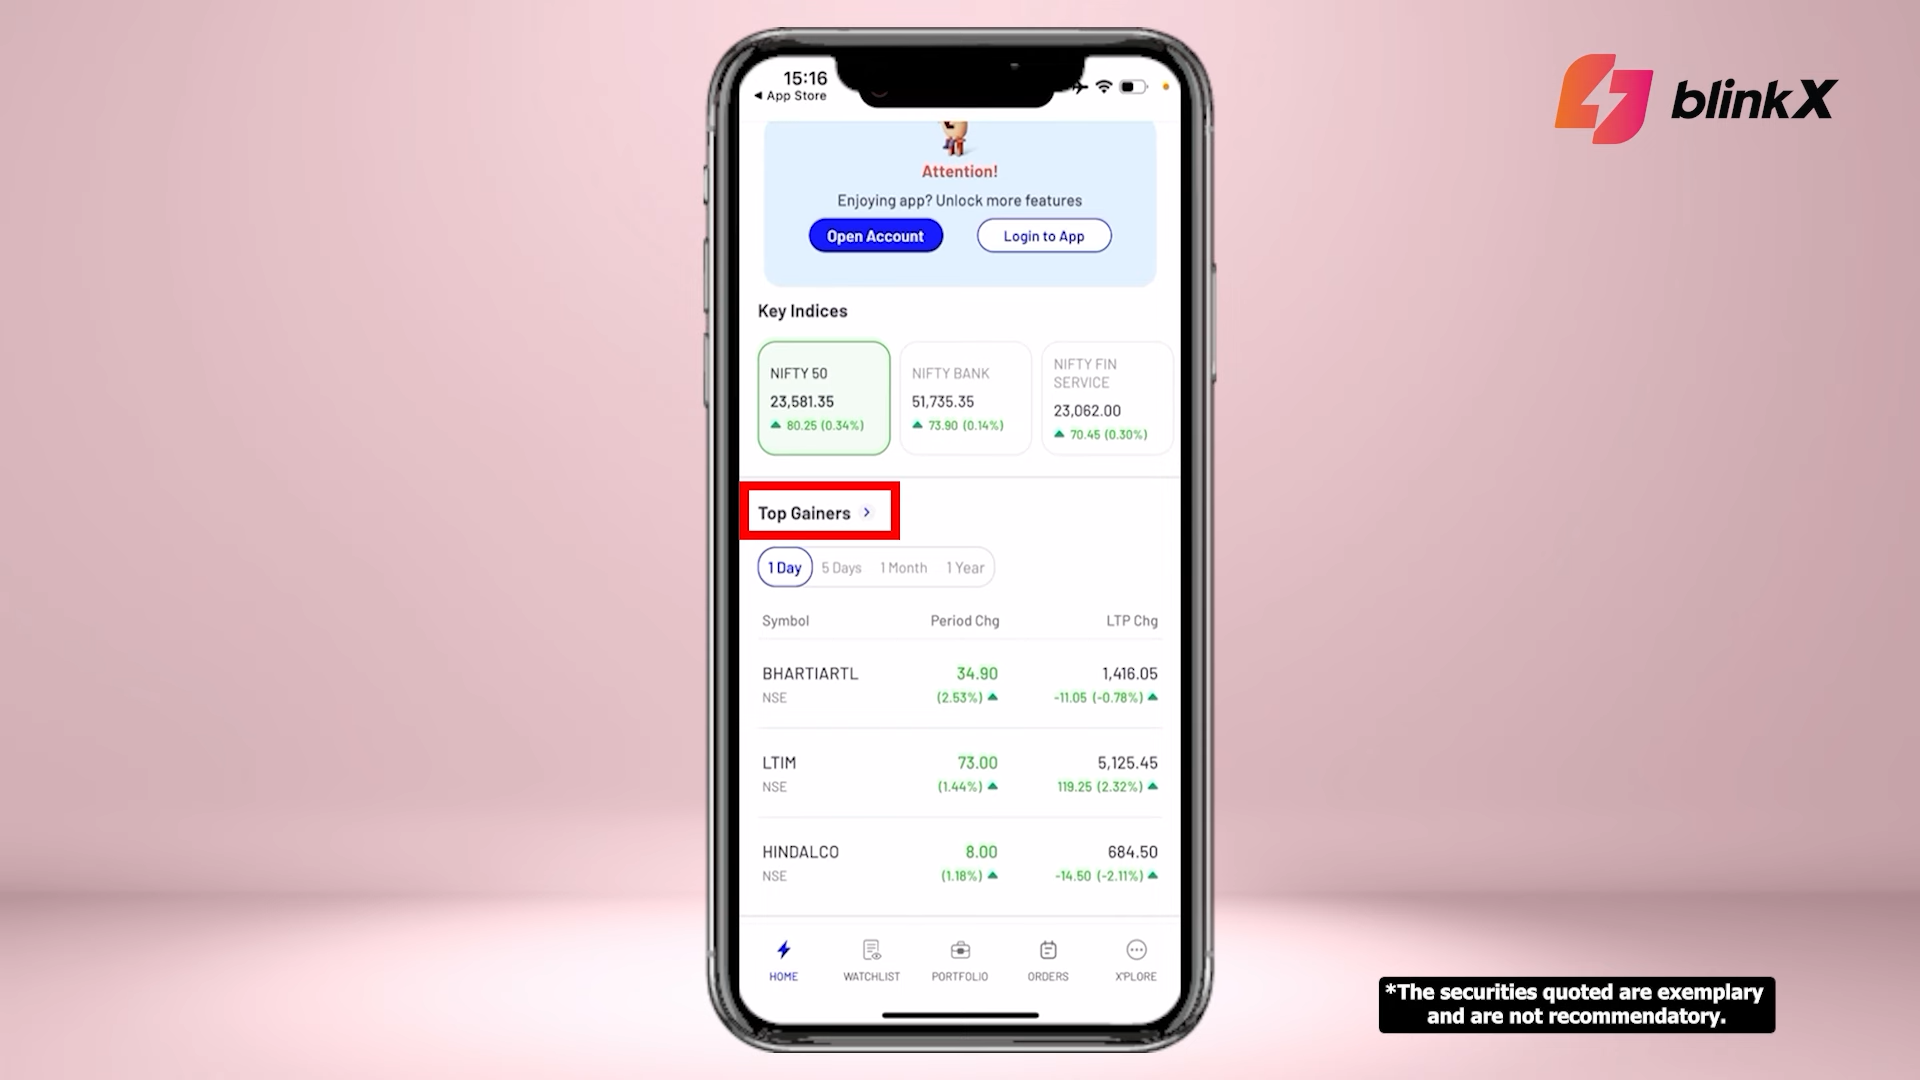 15:16
App Store
blinkX
Attention!
Enjoying app? Unlock more features
Open Account
Login to App
Key Indices
NIFTY 50
23,581.35
80.25 (0.34%)
NIFTY BANK
51,735.35
73.90 (0.14%)
NIFTY FIN
SERVICE
23,062.00
70.45 (0.30%)
Top Gainers
1 Day 5 Days 1 Month 1 Year
Symbol Period Chg LTP Chg
BHARTIARTL 34.90 1,416.05
NSE (2.53%) -11.05 (-0.78%)
LTIM 73.00 5,125.45
NSE (1.44%) 119.25 (2.32%)
HINDALCO 8.00 684.50
NSE (1.18%) -14.50 (-2.11%)
HOME WATCHLIST PORTFOLIO ORDERS X'PLORE
*The securities quoted are exemplary
and are not recommendatory.